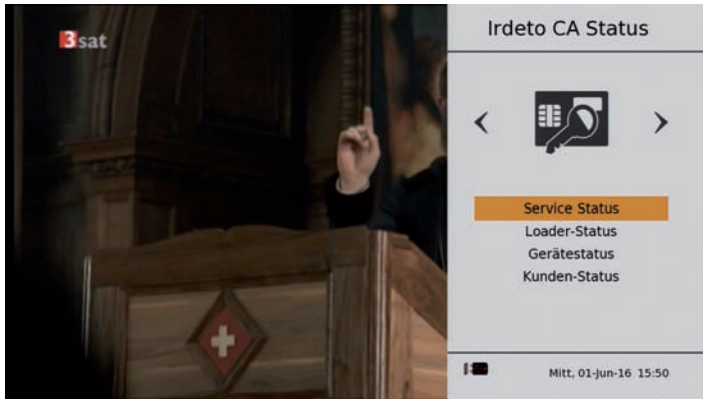 3sat
Irdeto CA Status
Service Status
Loader-Status
Gerätestatus
Kunden-Status
Mitt, 01-Jun-16 15:50